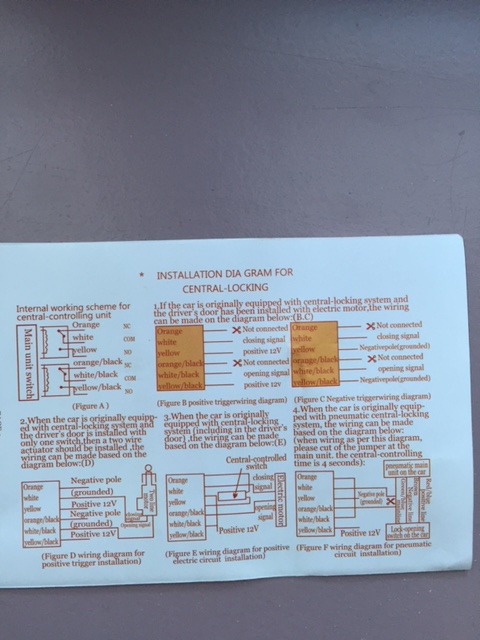 * INSTALLATION DIA GRAM FOR
CENTRAL-LOCKING
Internal working scheme for
central-controlling unit
Main unit switch
Orange NC
white COM
yellow NO
orange/black NC
white/black COM
yellow/black NO
(Figure A )
1,If the car is originally equipped with central-locking system and
the driver's door has been installed with electric motor,the wiring
can be made on the diagram below:(B.C)
Orange
white
yellow
orange/black
white/black
yellow/black
Not connected
closing signal
positive 12V
Not connected
opening signal
positive 12v
(Figure B positive triggerwiring diagram)
Orange
white
yellow
orange/black
white/black
yellow/black
Not connected
closing signal
Negativepole(grounded)
Not connected
opening signal
Negativepole(grounded)
(Figure C Negative triggerwiring diagram)
2.When the car is originally equipp-
ed with central-locking system and
the driver's door is installed with
only one switch,then a two wire
actuator should be installed ,the
wiring can be made based on the
diagram below:(D)
Orange
white
yellow
orange/black
white/black
yellow/black
Negative pole
(grounded)
Positive 12V
Negative pole
(grounded)
Positive 12V
closing signal
Opening signal
(Figure D wiring diagram for
positive trigger installation)
3.When the car is originally
equipped with central-locking
system (including in the driver's
door) ,the wiring can be made
based on the diagram below:(E)
Central-controlled
switch
Orange
white
yellow
orange/black
white/black
yellow/black
closing
signal
opening
signal
Electric motor
Positive 12V
(Figure E wiring diagram for positive
electric circuit installation)
4.When the car is originally equip-
ped with pneumatic central-locking
system, the wiring can be made
based on the diagram below:
(when wiring as per this diagram,
please cut of the jumper at the
main unit. the central-controlling
time is 4 seconds):
pneumatic main
unit on the car
Orange
white
yellow
orange/black
white/black
yellow/black
Negative pole
(grounded)
Positive 12V
Lock-opening
switch on the car
(Figure F wiring diagram for pneumatic
circuit installation)